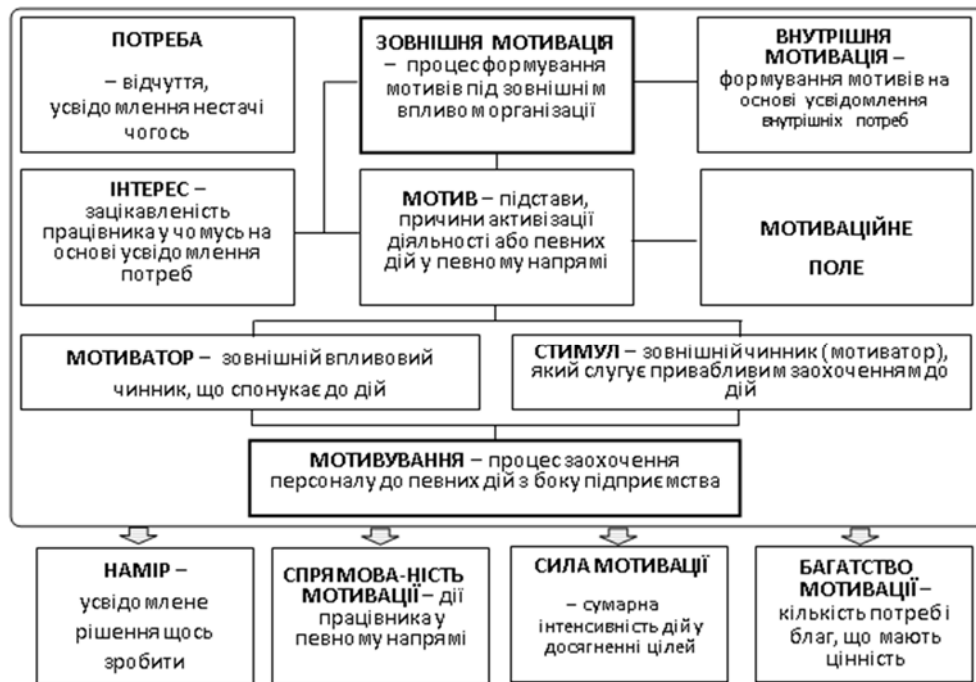 ПОТРЕБА
– відчуття,
усвідомлення нестачі
чогось
ЗОВНІШНЯ МОТИВАЦІЯ
– процес формування
мотивів під зовнішнім
впливом організації
ВНУТРІШНЯ
МОТИВАЦІЯ –
формування мотивів на
основі усвідомлення
внутрішніх потреб
ІНТЕРЕС –
зацікавленість
працівника у чомусь на
основі усвідомлення
потреб
МОТИВ – підстави,
причини активізації
діяльності або певних
дій у певному напрямі
МОТИВАЦІЙНЕ
ПОЛЕ
МОТИВАТОР – зовнішній впливовий
чинник, що спонукає до дій
СТИМУЛ – зовнішній чинник (мотиватор),
який слугує привабливим заохоченням до
дій
МОТИВУВАННЯ – процес заохочення
персоналу до певних дій з боку підприємства
НАМІР –
усвідомлене
рішення щось
зробити
СПРЯМОВА-НІСТЬ
МОТИВАЦІЇ – дії
працівника у
певному напрямі
СИЛА МОТИВАЦІЇ
– сумарна
інтенсивність дій у
досягненні цілей
БАГАТСТВО
МОТИВАЦІЇ –
кількість потреб і
благ, що мають
цінність